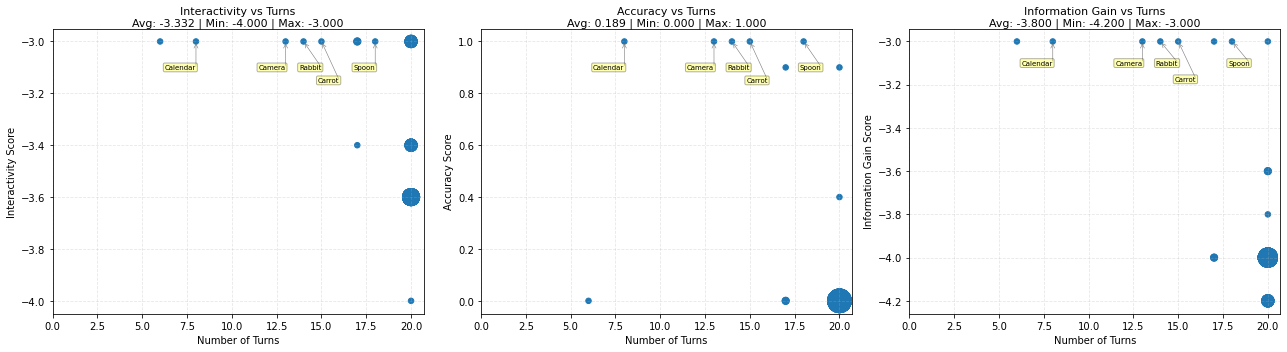 Interactivity vs Turns
Avg: -3.332 | Min: -4.000 | Max: -3.000
−3.0
−3.2
−3.4
−3.6
−3.8
−4.0
Interactivity Score
Calendar
Camera
Rabbit
Carrot
Spoon
0.0 2.5 5.0 7.5 10.0 12.5 15.0 17.5 20.0
Number of Turns
Accuracy vs Turns
Avg: 0.189 | Min: 0.000 | Max: 1.000
1.0
0.8
0.6
0.4
0.2
0.0
Accuracy Score
Calendar
Camera
Rabbit
Carrot
Spoon
0.0 2.5 5.0 7.5 10.0 12.5 15.0 17.5 20.0
Number of Turns
Information Gain vs Turns
Avg: -3.800 | Min: -4.200 | Max: -3.000
−3.0
−3.2
−3.4
−3.6
−3.8
−4.0
−4.2
Information Gain Score
Calendar
Camera
Rabbit
Carrot
Spoon
0.0 2.5 5.0 7.5 10.0 12.5 15.0 17.5 20.0
Number of Turns